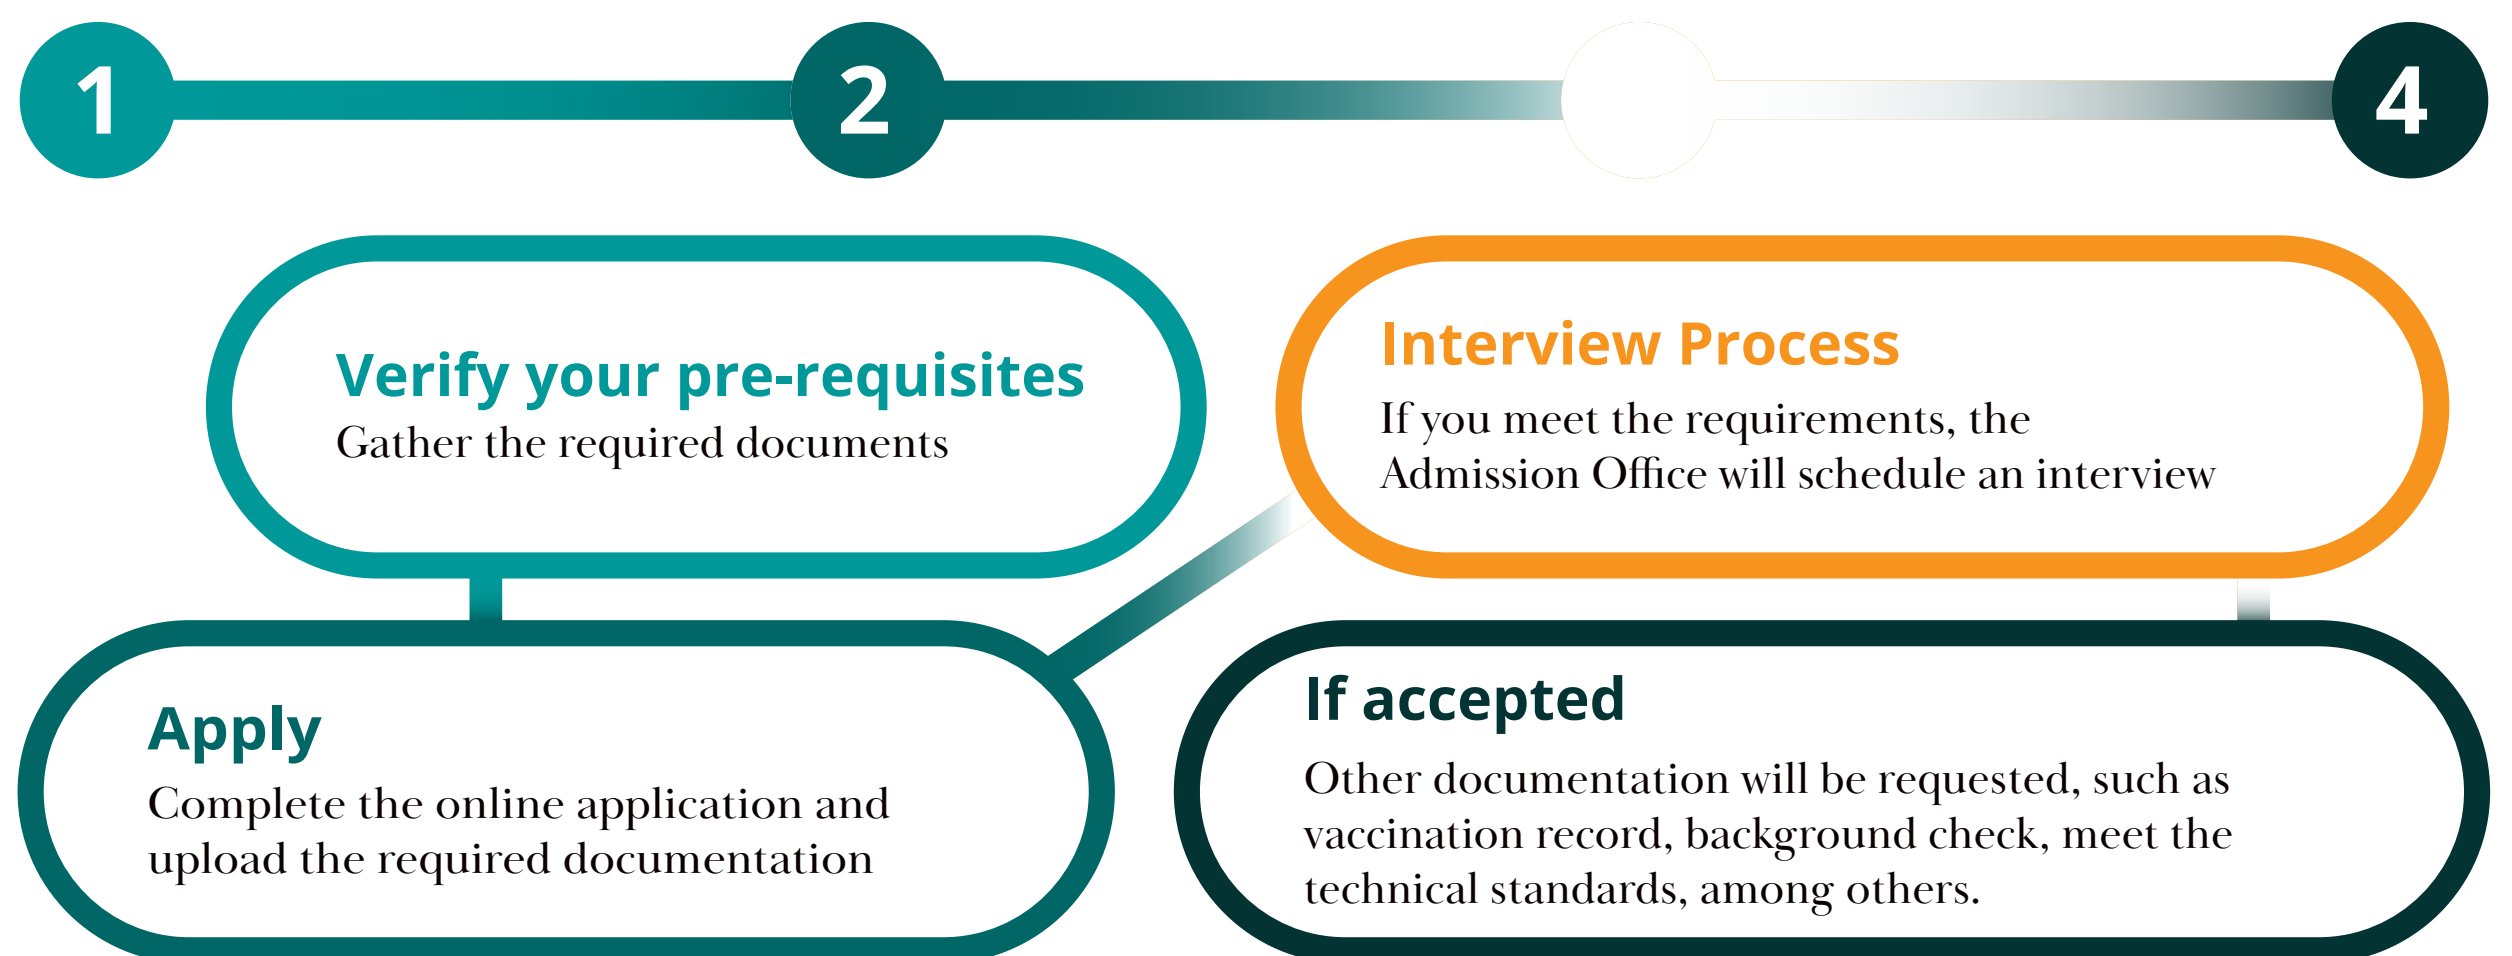 1
2
4
Verify your pre-requisites
Gather the required documents
Apply
Complete the online application and
upload the required documentation
Interview Process
If you meet the requirements, the
Admission Office will schedule an interview
If accepted
Other documentation will be requested, such as
vaccination record, background check, meet the
technical standards, among others.